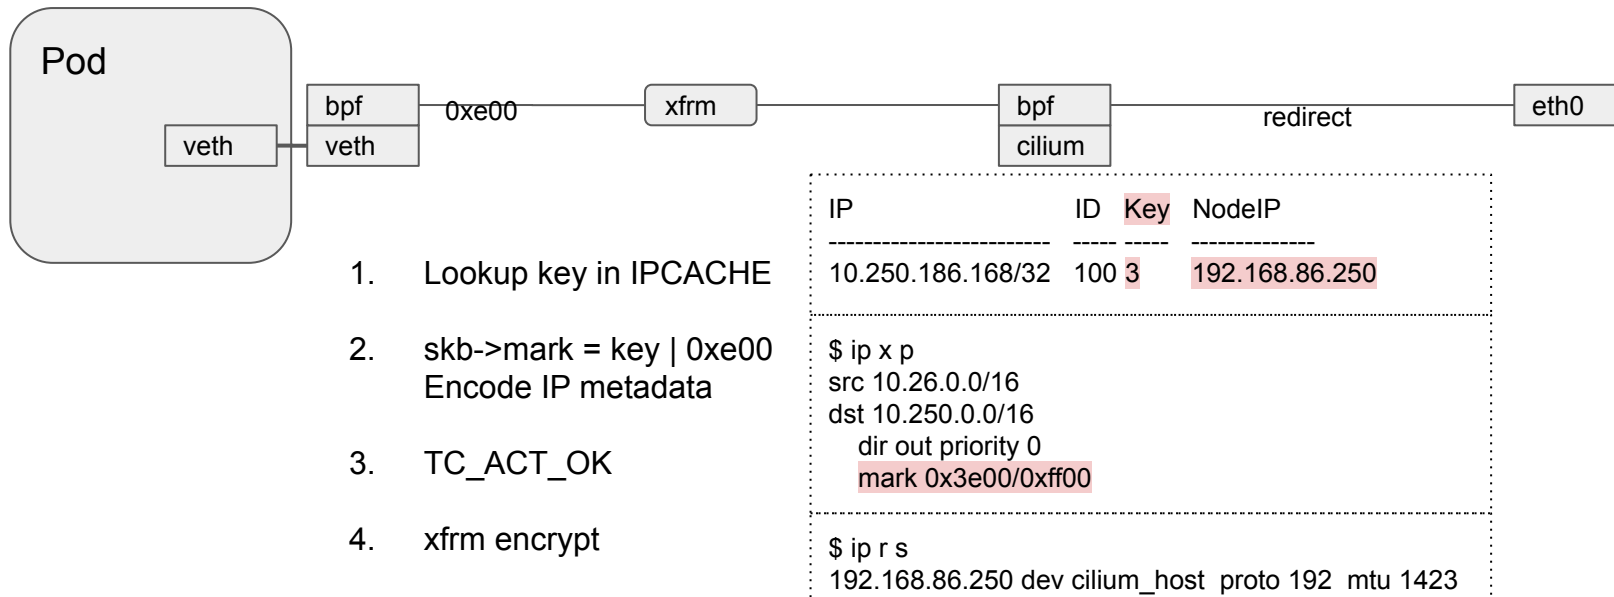 Pod
veth
bpf
veth
0xe00
xfrm
bpf
cilium
redirect
eth0
1. Lookup key in IPCACHE
2. skb->mark = key | 0xe00
Encode IP metadata
3. TC_ACT_OK
4. xfrm encrypt
IP ID Key NodeIP
------------------------- ----- ----- --------------
10.250.186.168/32 100 3 192.168.86.250
$ ip x p
src 10.26.0.0/16
dst 10.250.0.0/16
dir out priority 0
mark 0x3e00/0xff00
$ ip r s
192.168.86.250 dev cilium_host proto 192 mtu 1423